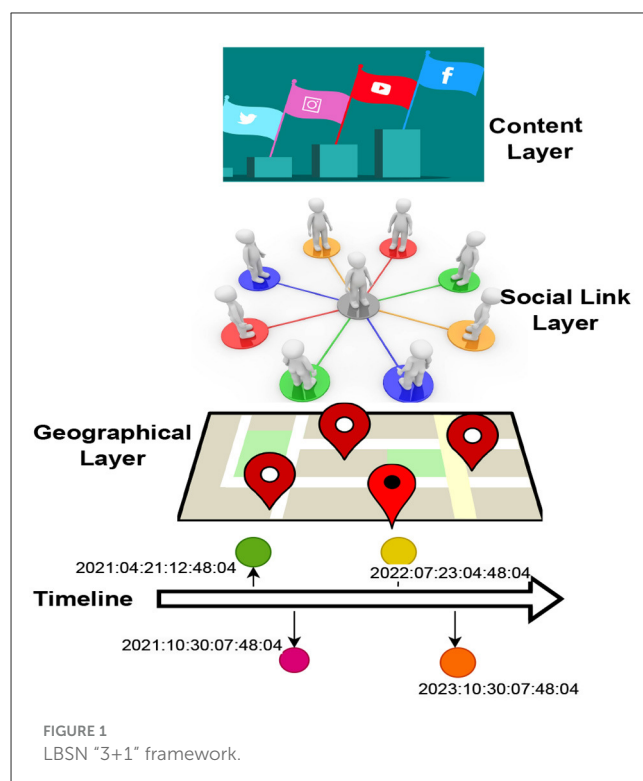 Content
Layer
Social Link
Layer
Geographical
Layer
2021:04:21:12:48:04
2022:07:23:04:48:04
Timeline
2021:10:30:07:48:04
2023:10:30:07:48:04
FIGURE 1
LBSN “3+1” framework.